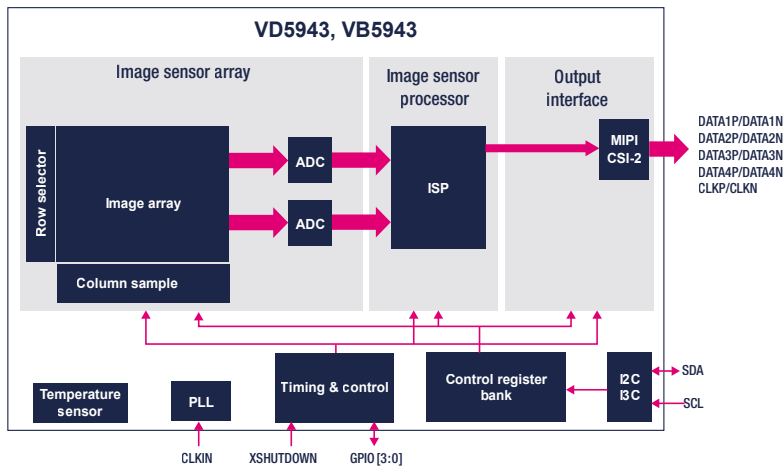 VD5943, VB5943
Image sensor array
Image sensor
processor
Output
interface
Row selector
Image array
Column sample
ADC
ADC
ISP
MIPI
CSI-2
DATA1P/DATA1N
DATA2P/DATA2N
DATA3P/DATA3N
DATA4P/DATA4N
CLKP/CLKN
Temperature
sensor
PLL
Timing & control
Control register
bank
I2C
I3C
SDA
SCL
CLKIN
XSHUTDOWN
GPIO [3:0]